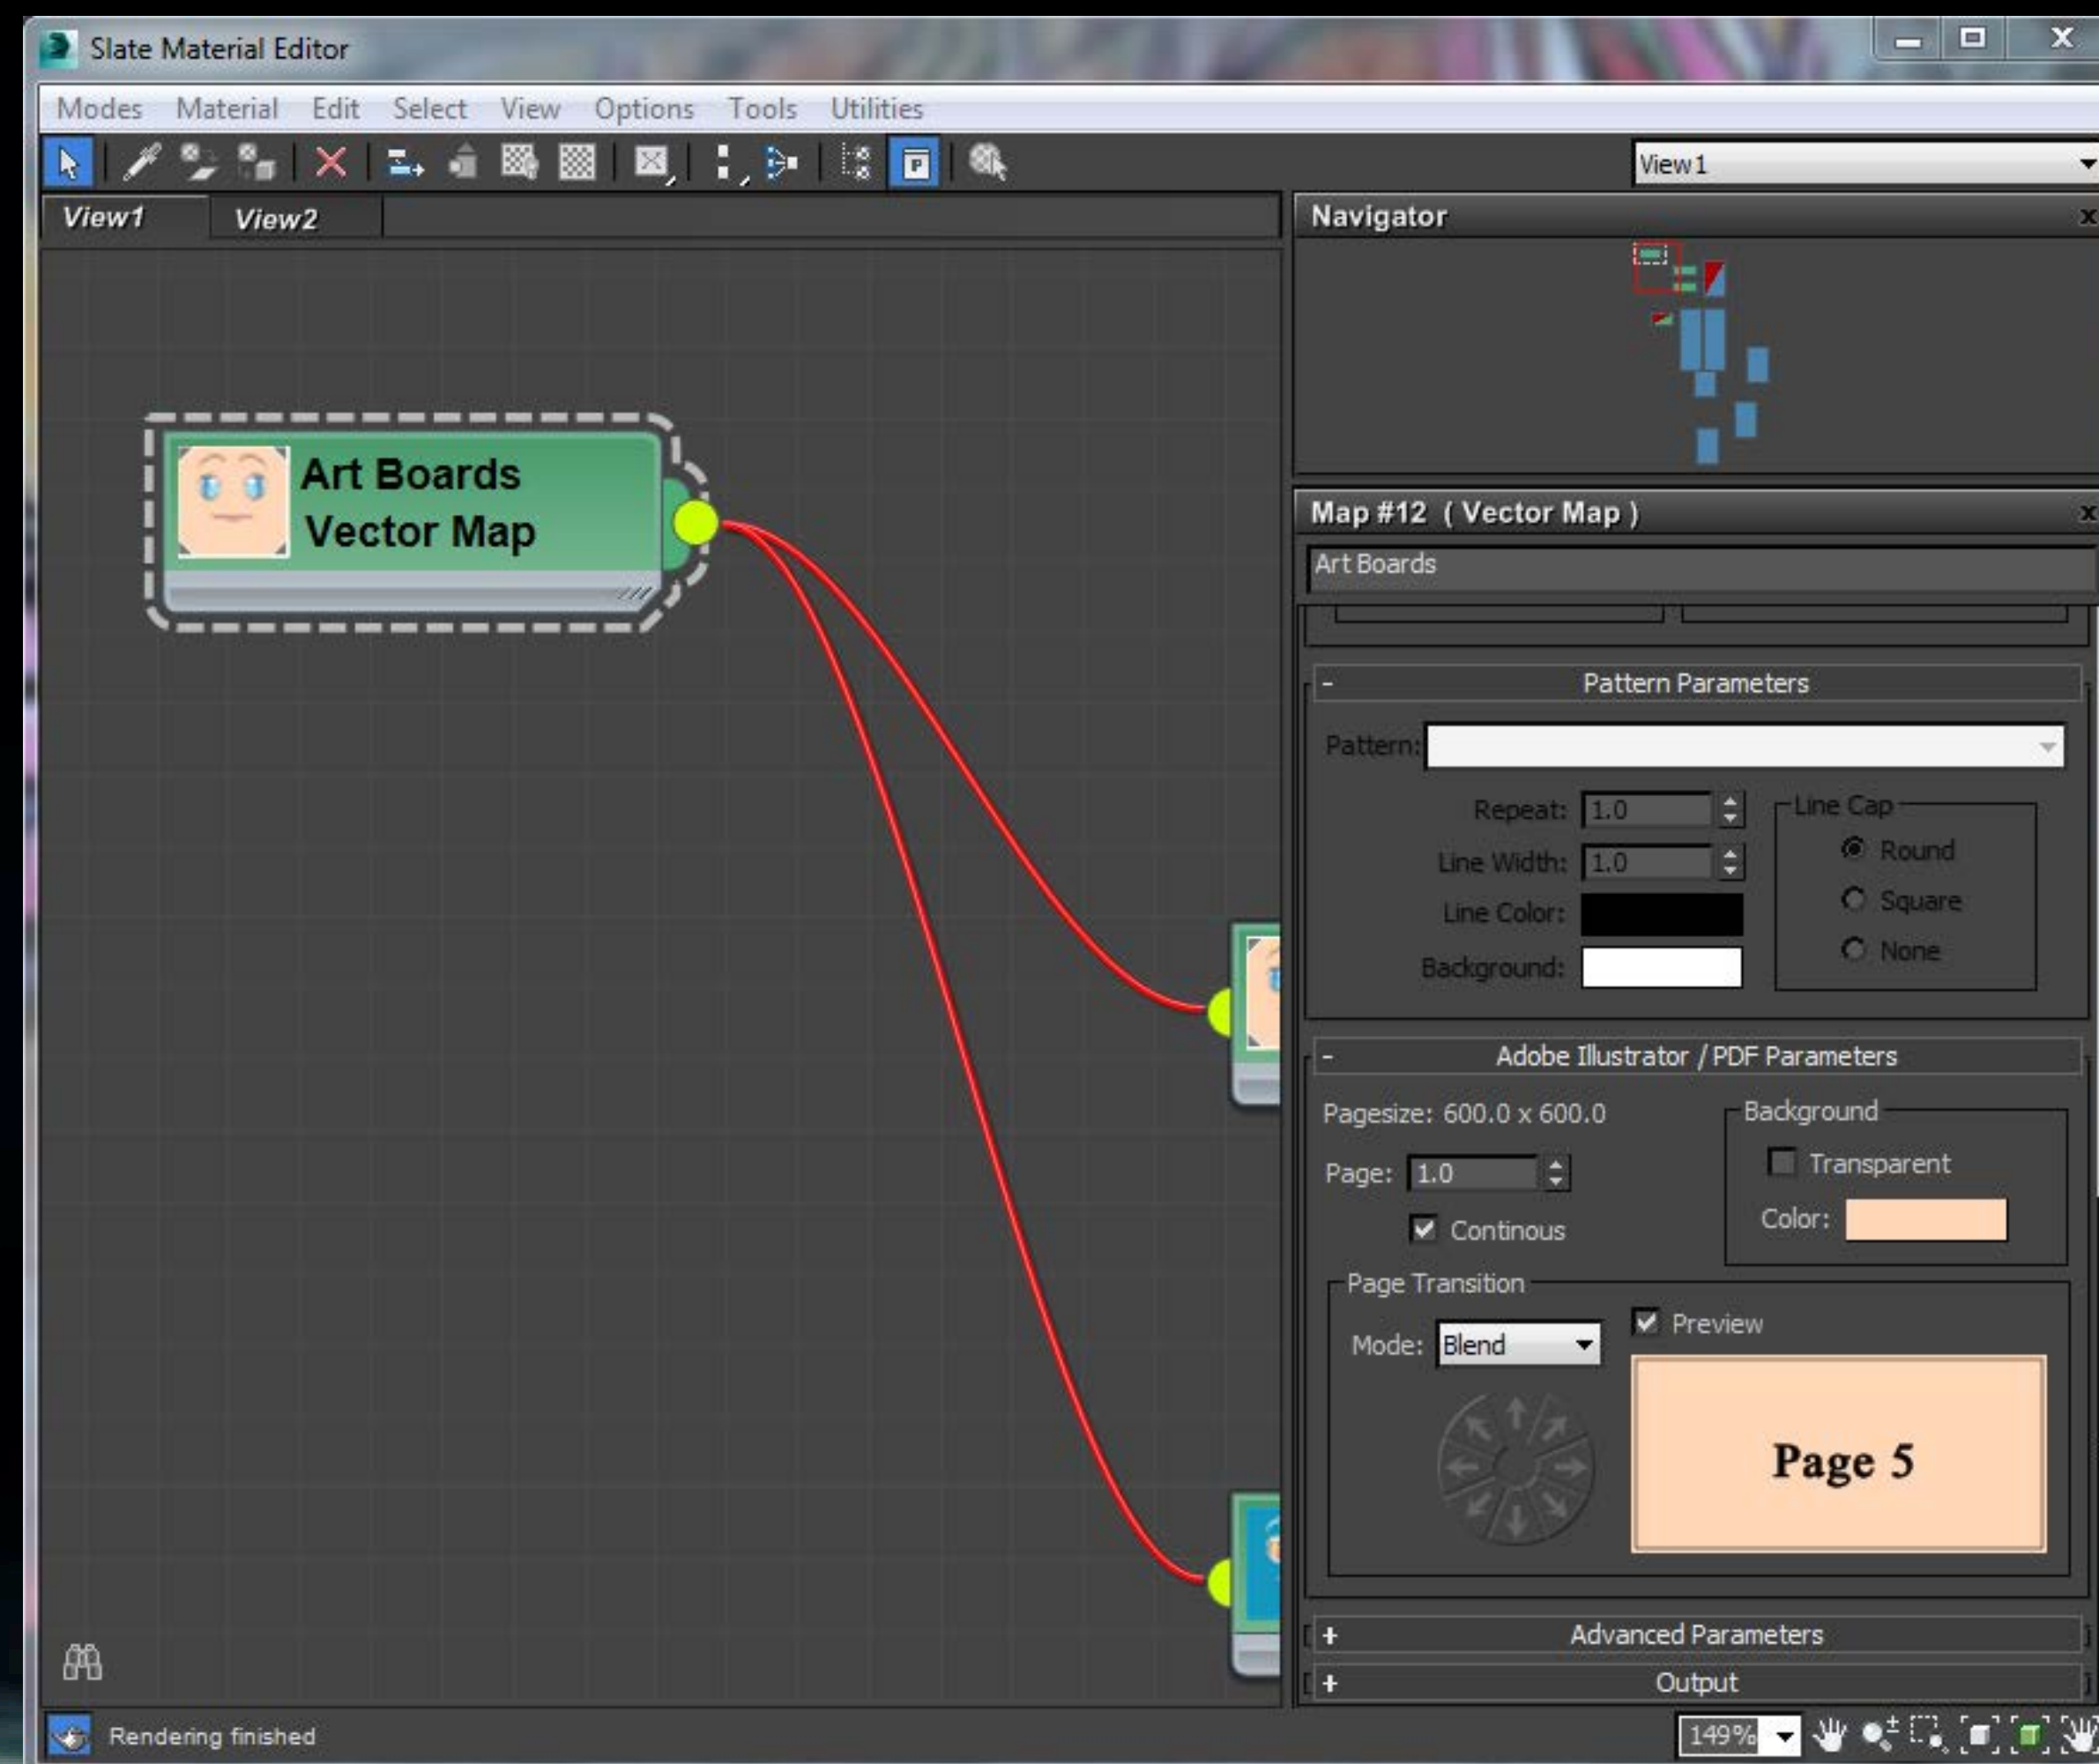 Slate Material Editor
Modes Material Edit Select View Options Tools Utilities
P
View1
View1 View2
Navigator
Art Boards
Vector Map
Map #12 ( Vector Map )
Art Boards
Pattern Parameters
Pattern:
Repeat: 1.0
Line Cap
Round
Line Width: 1.0
Square
Line Color:
None
Background:
Adobe Illustrator / PDF Parameters
Pagesize: 600.0 x 600.0
Background
Transparent
Page: 1.0
Color:
Continous
Page Transition
Preview
Mode: Blend
Page 5
Advanced Parameters
Output
Rendering finished
149%